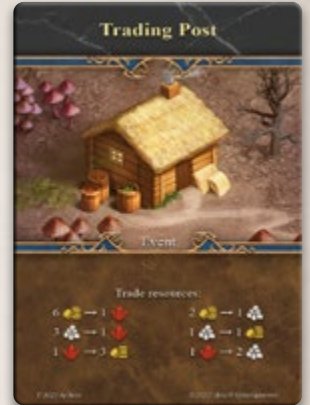 Trading Post
Event
Trade resources:
6 → 1 2 → 1
3 → 1 1 → 1
1 → 3 1 → 2